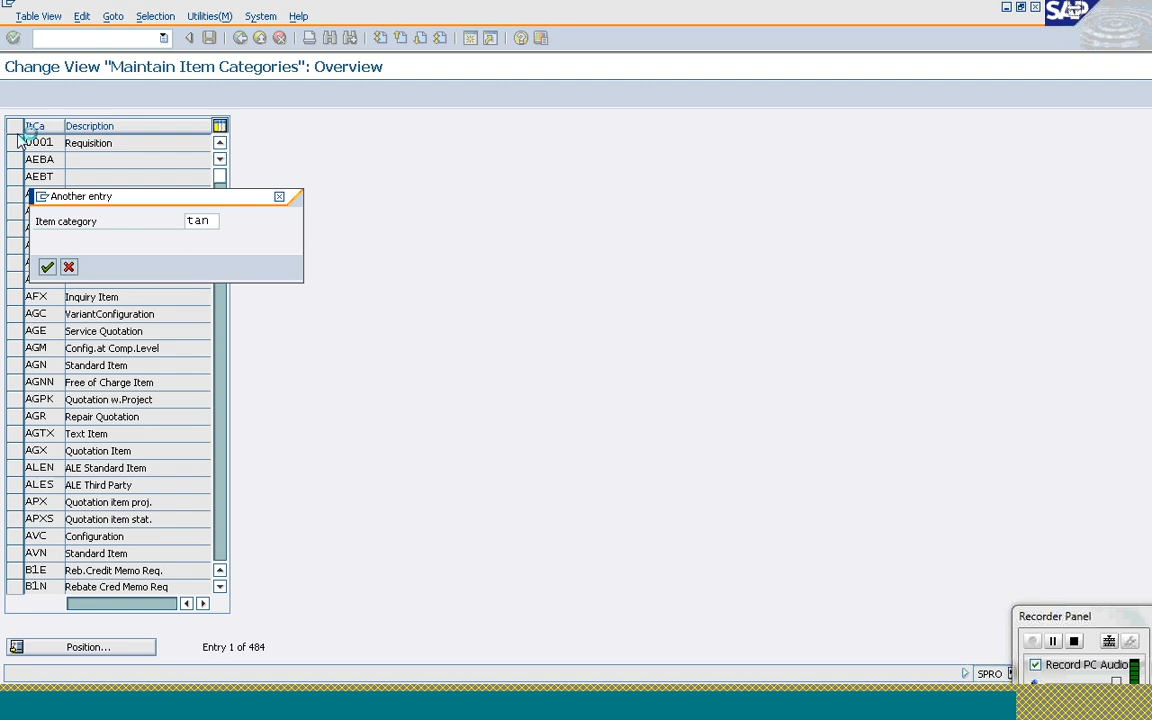 Table View Edit Goto Selection Utilities(M) System Help
SAP
Change View "Maintain Item Categories": Overview
ItCa Description
0001 Requisition
AEBA
AEBT
Another entry
Item category tan
AFX Inquiry Item
AGC VariantConfiguration
AGE Service Quotation
AGM Config.at Comp.Level
AGN Standard Item
AGNN Free of Charge Item
AGPK Quotation w.Project
AGR Repair Quotation
AGTX Text Item
AGX Quotation Item
ALEN ALE Standard Item
ALES ALE Third Party
APX Quotation item proj.
APXS Quotation item stat.
AVC Configuration
AVN Standard Item
B1E Reb.Credit Memo Req.
B1N Rebate Cred Memo Req
Recorder Panel
Position... Entry 1 of 484
Record PC Audio
SPRO